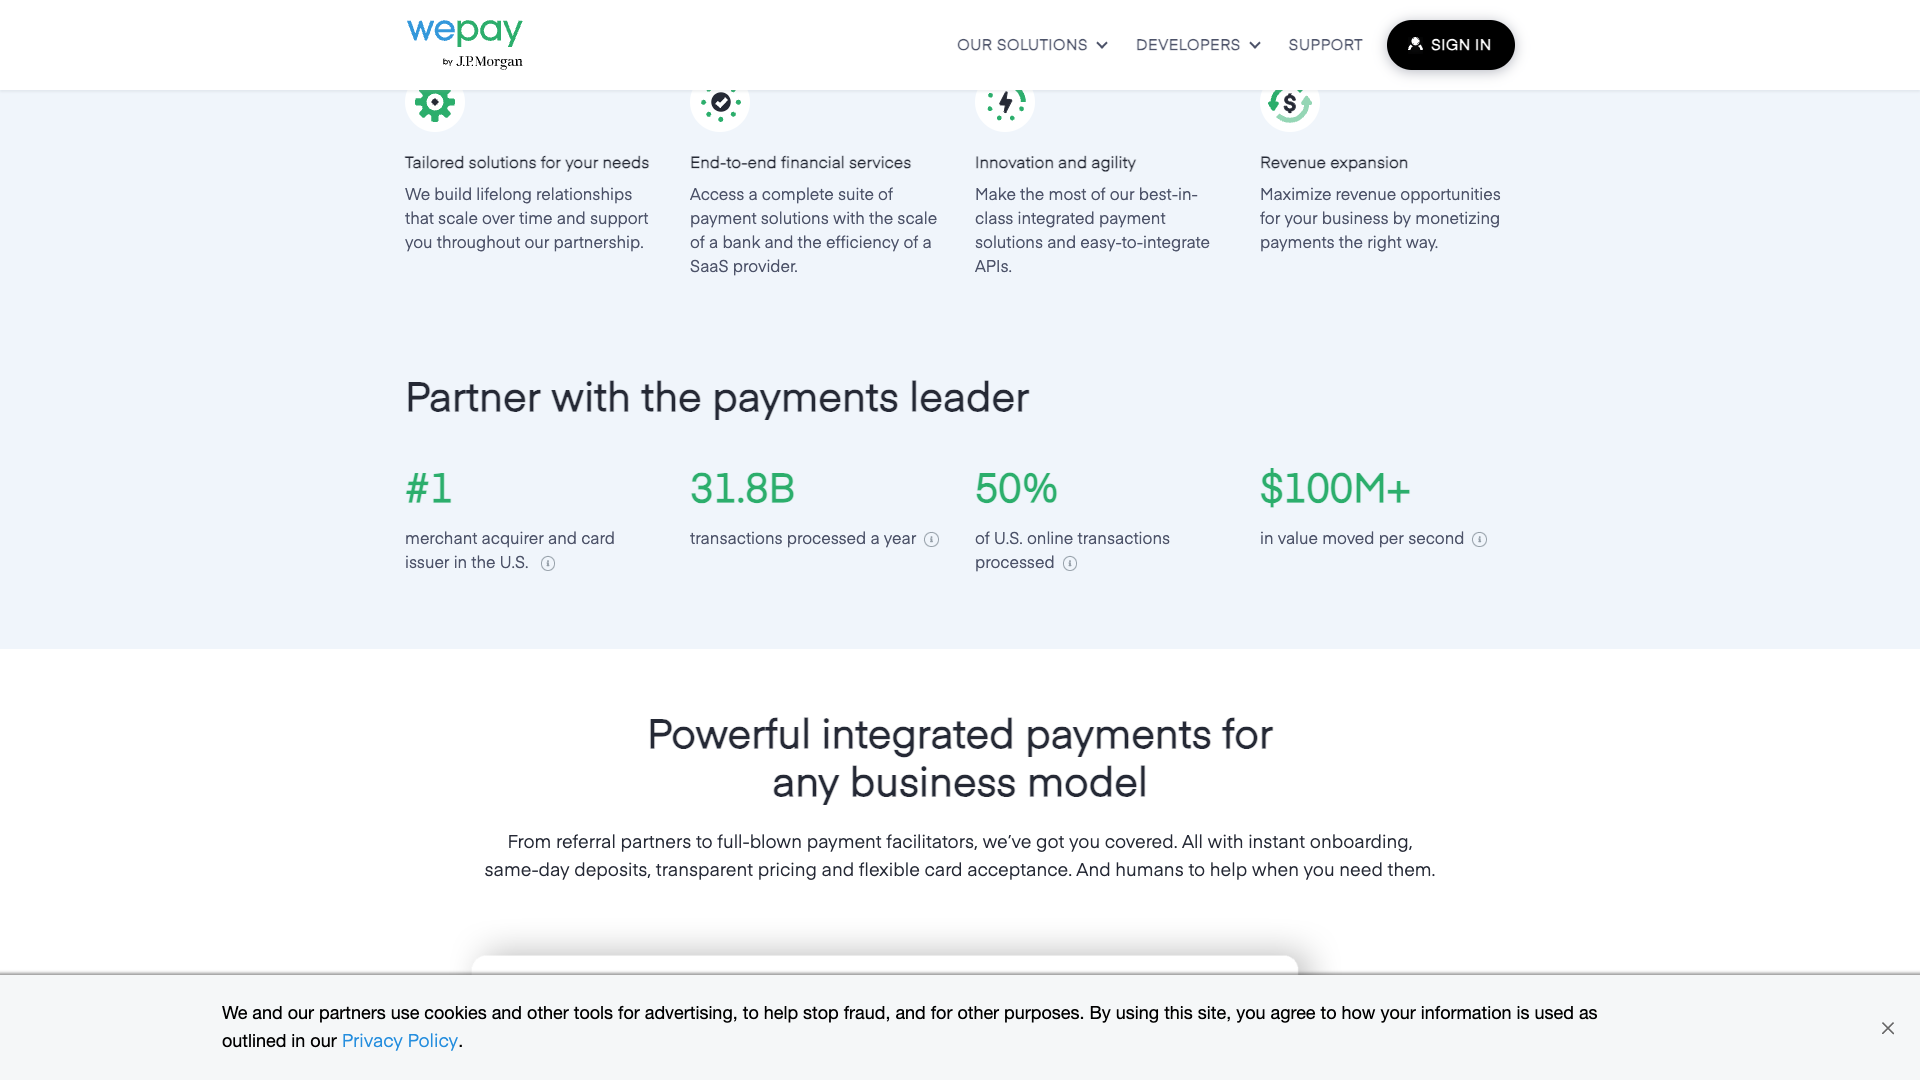 wepay
by J.P.Morgan
OUR SOLUTIONS
DEVELOPERS
SUPPORT
SIGN IN
Tailored solutions for your needs
We build lifelong relationships
that scale over time and support
you throughout our partnership.
End-to-end financial services
Access a complete suite of
payment solutions with the scale
of a bank and the efficiency of a
SaaS provider.
Innovation and agility
Make the most of our best-in-
class integrated payment
solutions and easy-to-integrate
APIs.
Revenue expansion
Maximize revenue opportunities
for your business by monetizing
payments the right way.
Partner with the payments leader
#1
merchant acquirer and card
issuer in the U.S.
31.8B
transactions processed a year
50%
of U.S. online transactions
processed
$100M+
in value moved per second
Powerful integrated payments for
any business model
From referral partners to full-blown payment facilitators, we’ve got you covered. All with instant onboarding,
same-day deposits, transparent pricing and flexible card acceptance. And humans to help when you need them.
We and our partners use cookies and other tools for advertising, to help stop fraud, and for other purposes. By using this site, you agree to how your information is used as
outlined in our Privacy Policy.